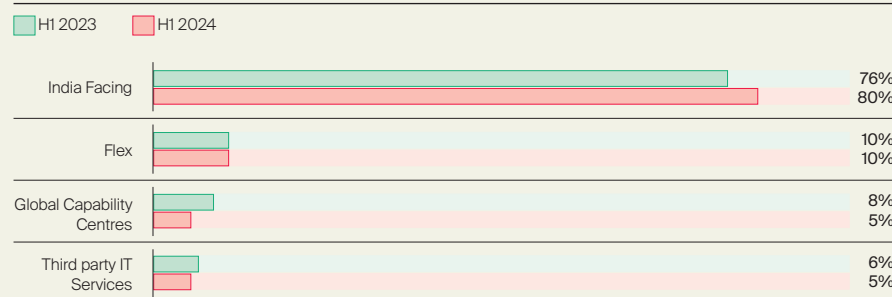 H1 2023 H1 2024
India Facing 76%
80%
Flex 10%
10%
Global Capability 8%
Centres 5%
Third party IT 6%
Services 5%